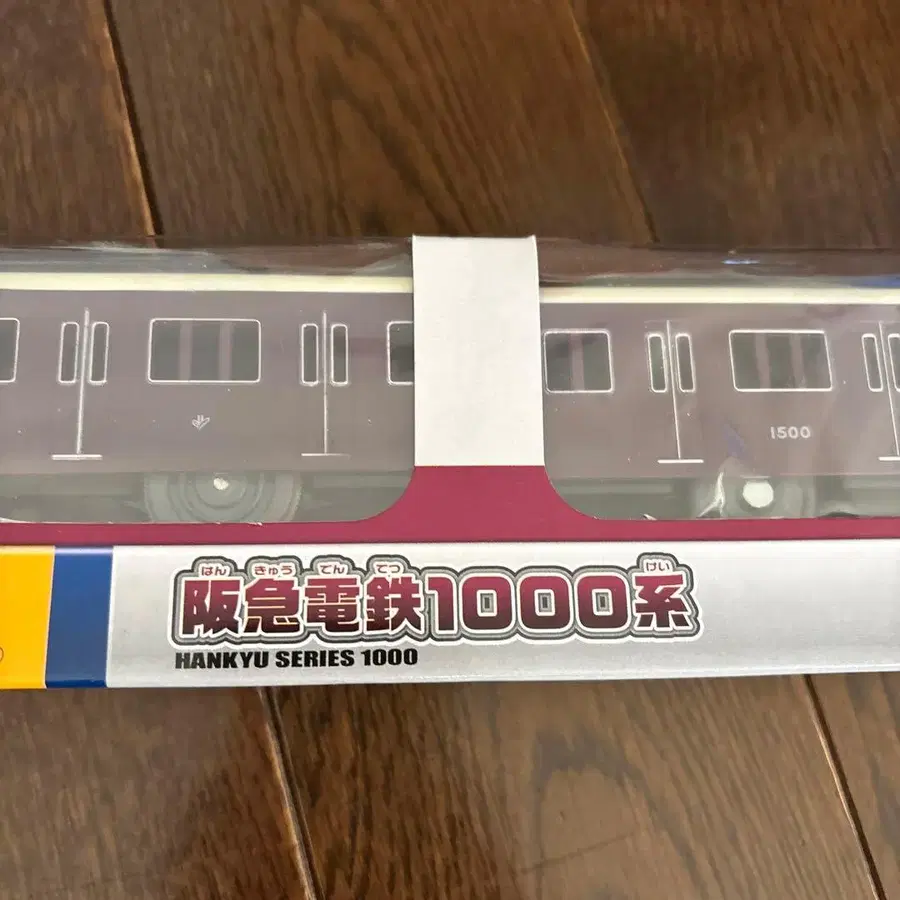 1500
はん きゅう でん てつ けい
阪急電鉄1000系
HANKYU SERIES 1000